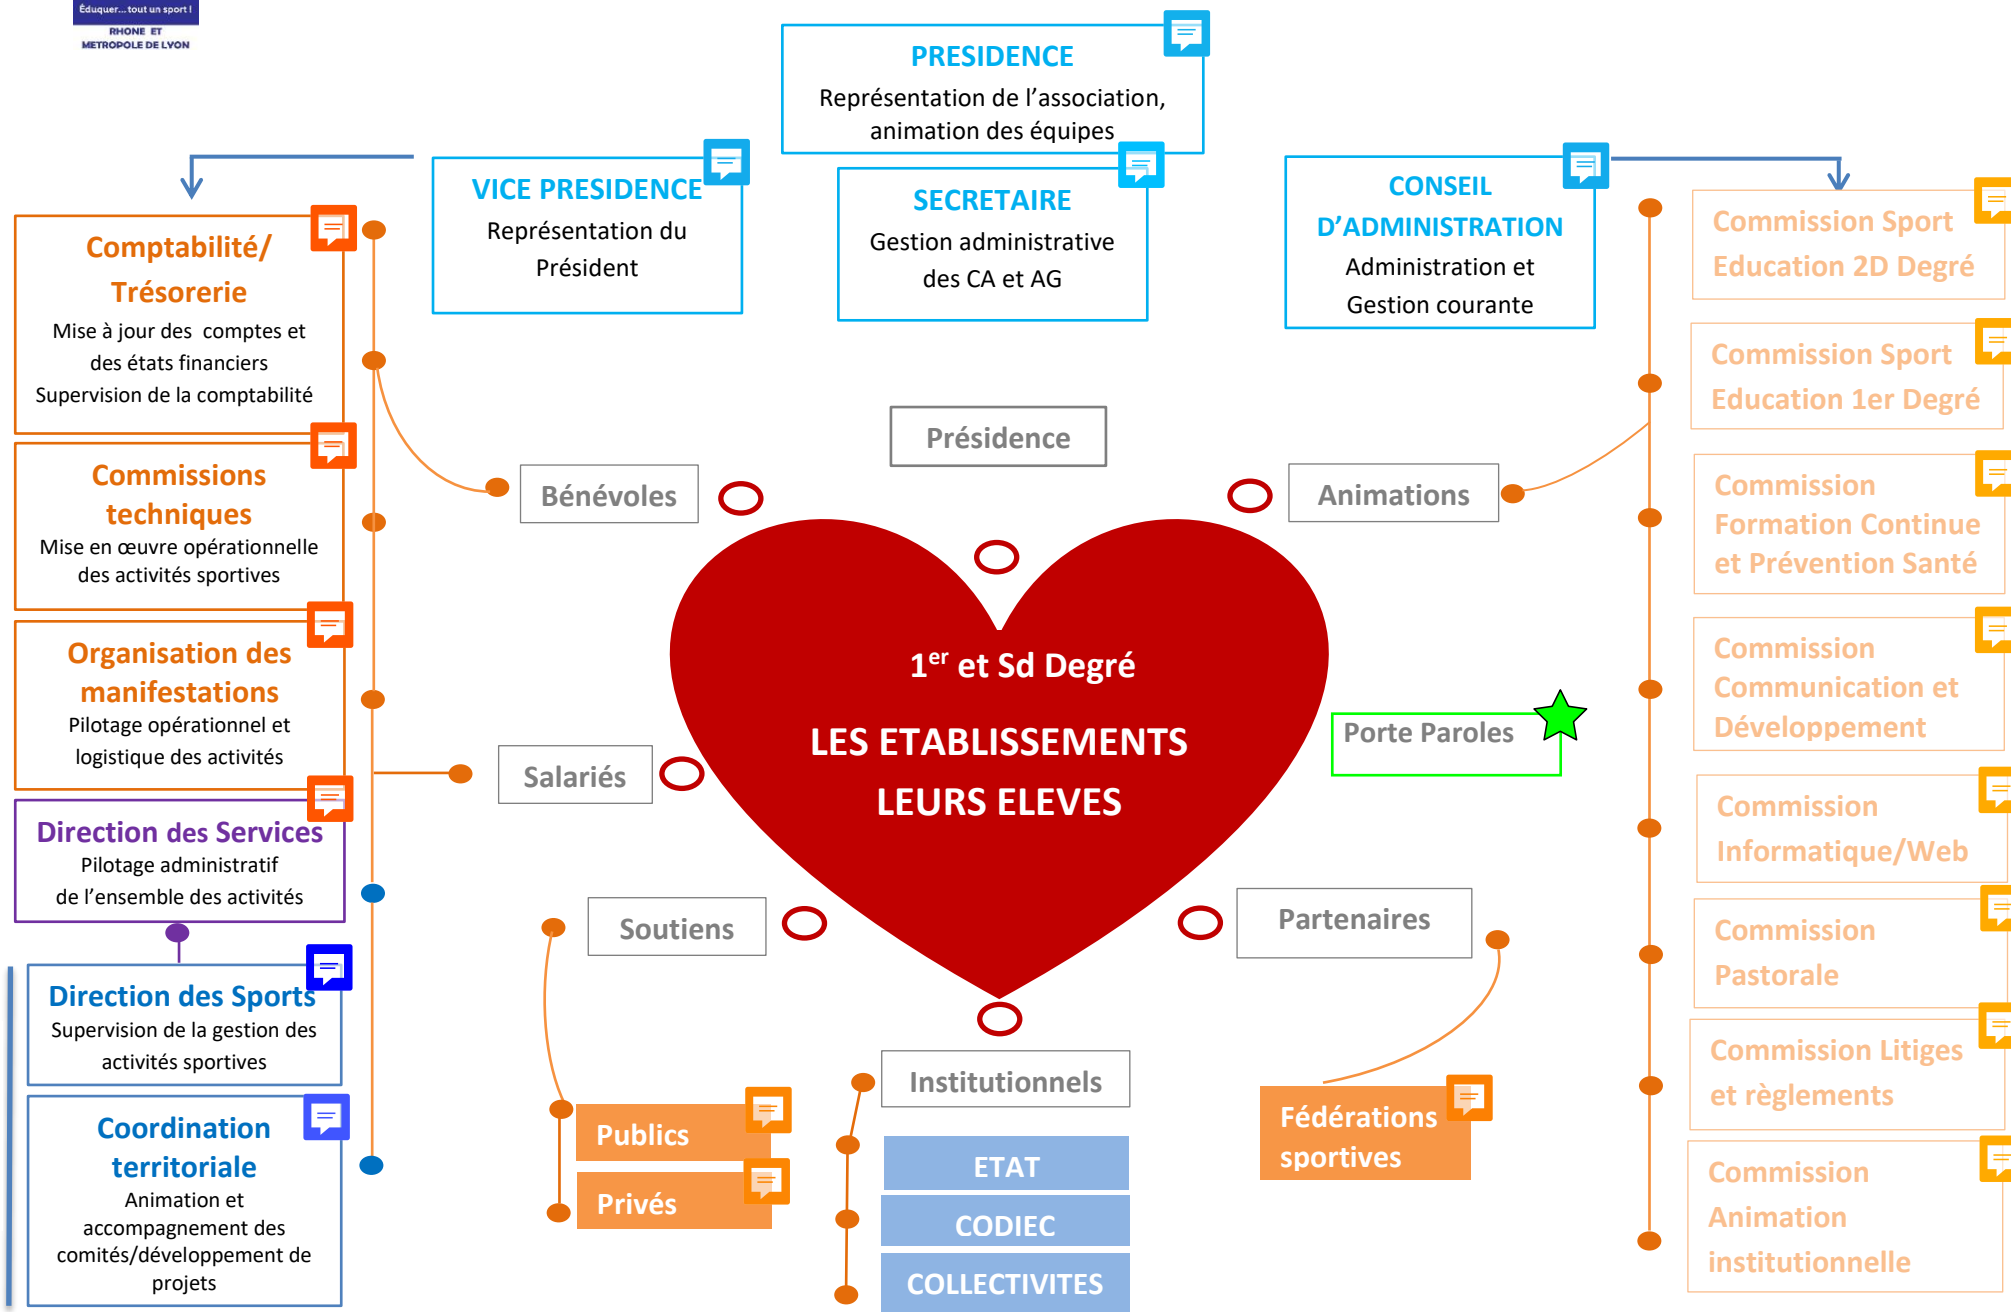 Éduquer... tout un sport !
RHONE ET
METROPOLE DE LYON
PRESIDENCE
Représentation de l'association,
animation des équipes
VICE PRESIDENCE
Représentation du
Président
SECRETAIRE
Gestion administrative
des CA et AG
CONSEIL
D'ADMINISTRATION
Administration et
Gestion courante
Comptabilité/
Trésorerie
Mise à jour des comptes et
des états financiers
Supervision de la comptabilité
Commissions
techniques
Mise en œuvre opérationnelle
des activités sportives
Organisation des
manifestations
Pilotage opérationnel et
logistique des activités
Direction des Services
Pilotage administratif
de l'ensemble des activités
Direction des Sports
Supervision de la gestion des
activités sportives
Coordination
territoriale
Animation et
accompagnement des
comités/développement de
projets
Présidence
Bénévoles
Animations
1er et Sd Degré
LES ETABLISSEMENTS
LEURS ELEVES
Salariés
Porte Paroles
Soutiens
Partenaires
Institutionnels
Publics
Privés
ETAT
CODIEC
COLLECTIVITES
Fédérations
sportives
Commission Sport
Education 2D Degré
Commission Sport
Education 1er Degré
Commission
Formation Continue
et Prévention Santé
Commission
Communication et
Développement
Commission
Informatique/Web
Commission
Pastorale
Commission Litiges
et règlements
Commission
Animation
institutionnelle